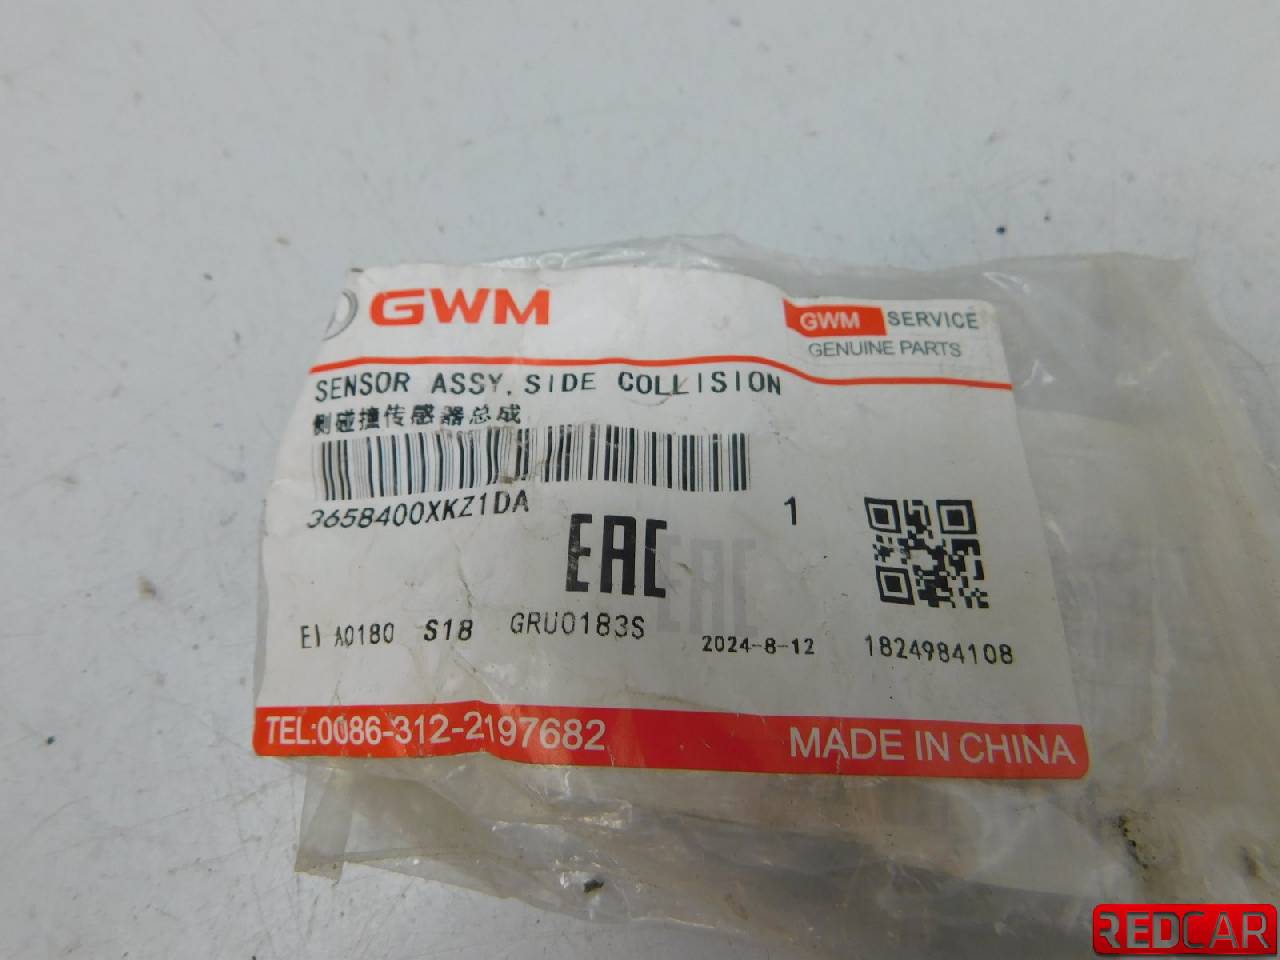 GWM
GWM SERVICE
GENUINE PARTS
SENSOR ASSY, SIDE COLLISION
侧碰撞传感器总成
3658400XKZ1DA
1
EAC
EAC
EI A0180 S18 GRU0183S 2024-8-12 1824984108
TEL:0086-312-2197682 MADE IN CHINA
REDCAR